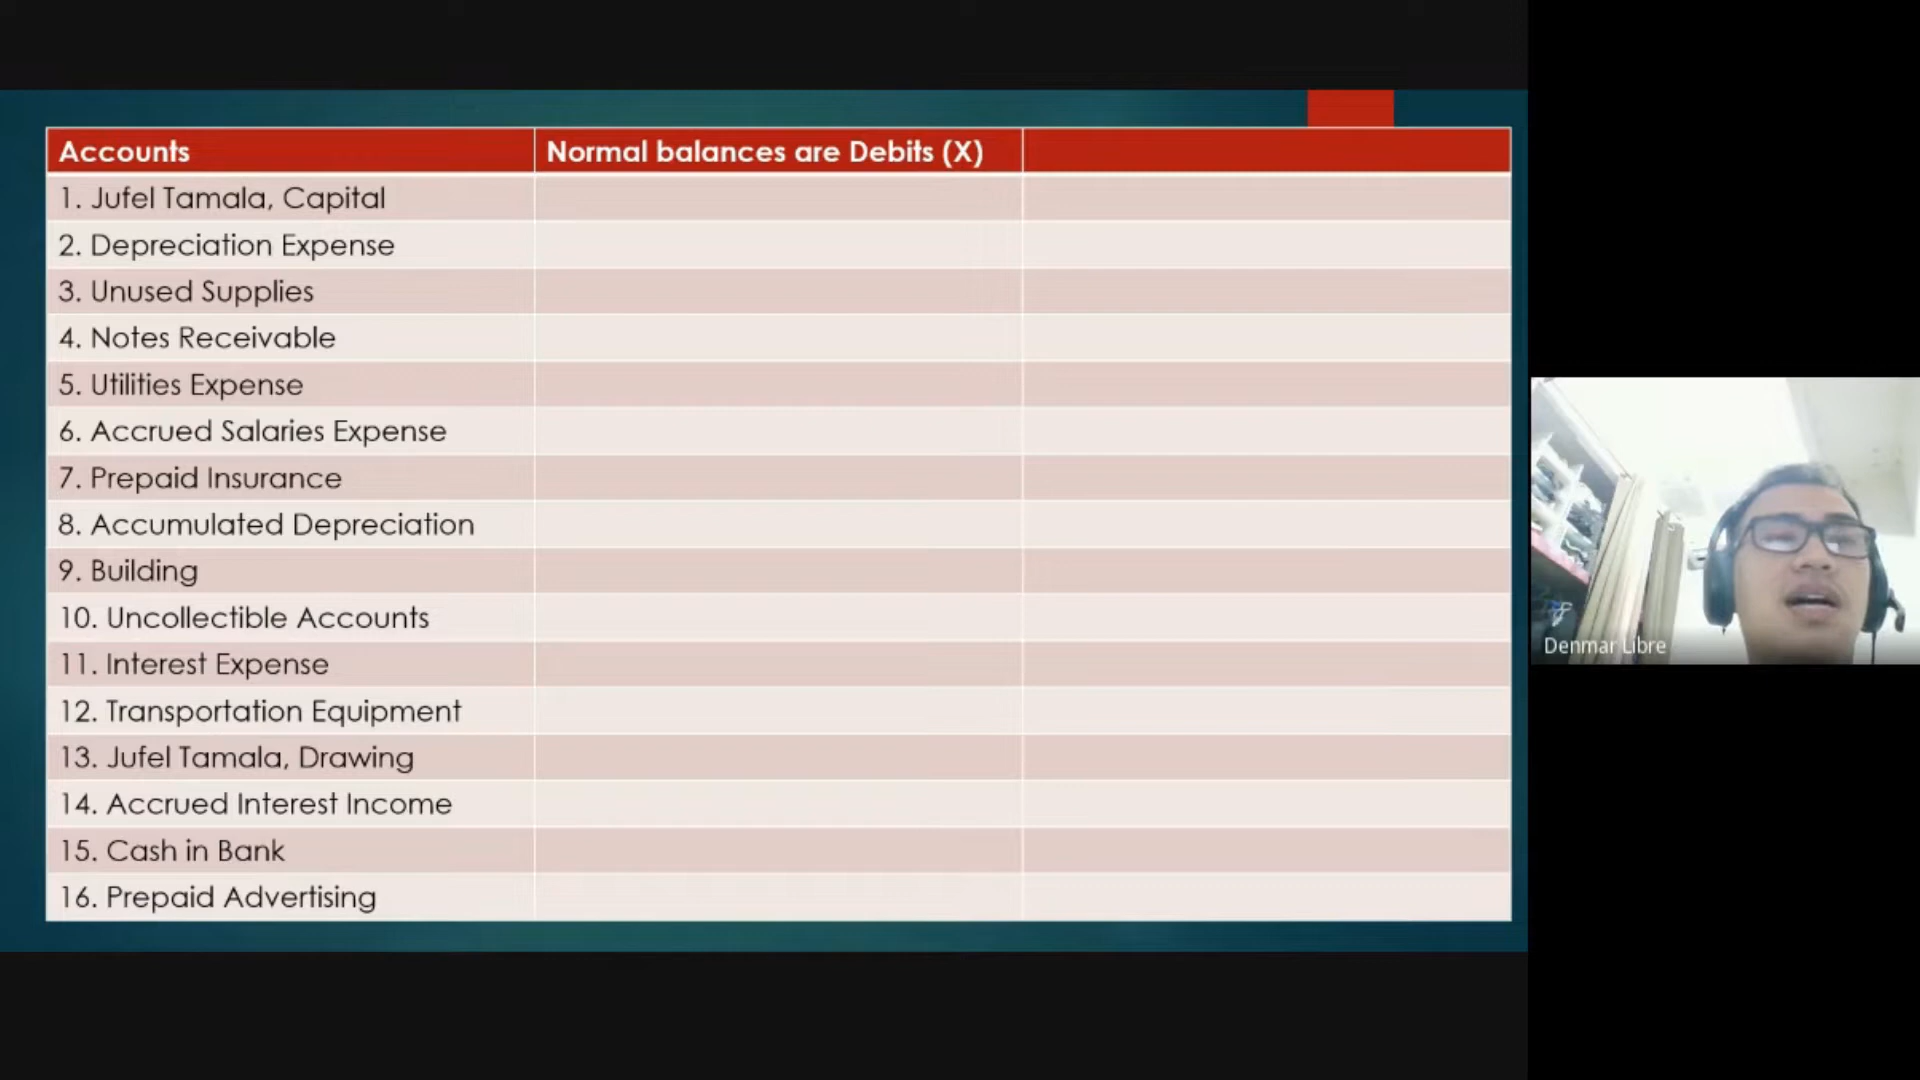 Accounts
Normal balances are Debits (X)
1. Jufel Tamala, Capital
2. Depreciation Expense
3. Unused Supplies
4. Notes Receivable
5. Utilities Expense
6. Accrued Salaries Expense
7. Prepaid Insurance
8. Accumulated Depreciation
9. Building
10. Uncollectible Accounts
11. Interest Expense
12. Transportation Equipment
13. Jufel Tamala, Drawing
14. Accrued Interest Income
15. Cash in Bank
16. Prepaid Advertising
Denmar Libre